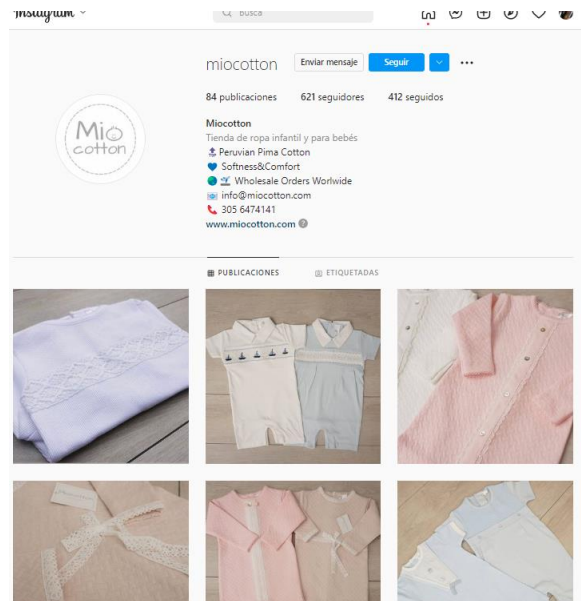 Instagram
Busca
miocotton
Enviar mensaje
Seguir
84 publicaciones 621 seguidores 412 seguidos
Mio
cotton
Miocotton
Tienda de ropa infantil y para bebés
Peruvian Pima Cotton
Softness&Comfort
Wholesale Orders Worlwide
info@miocotton.com
305 6474141
www.miocotton.com
PUBLICACIONES ETIQUETADAS